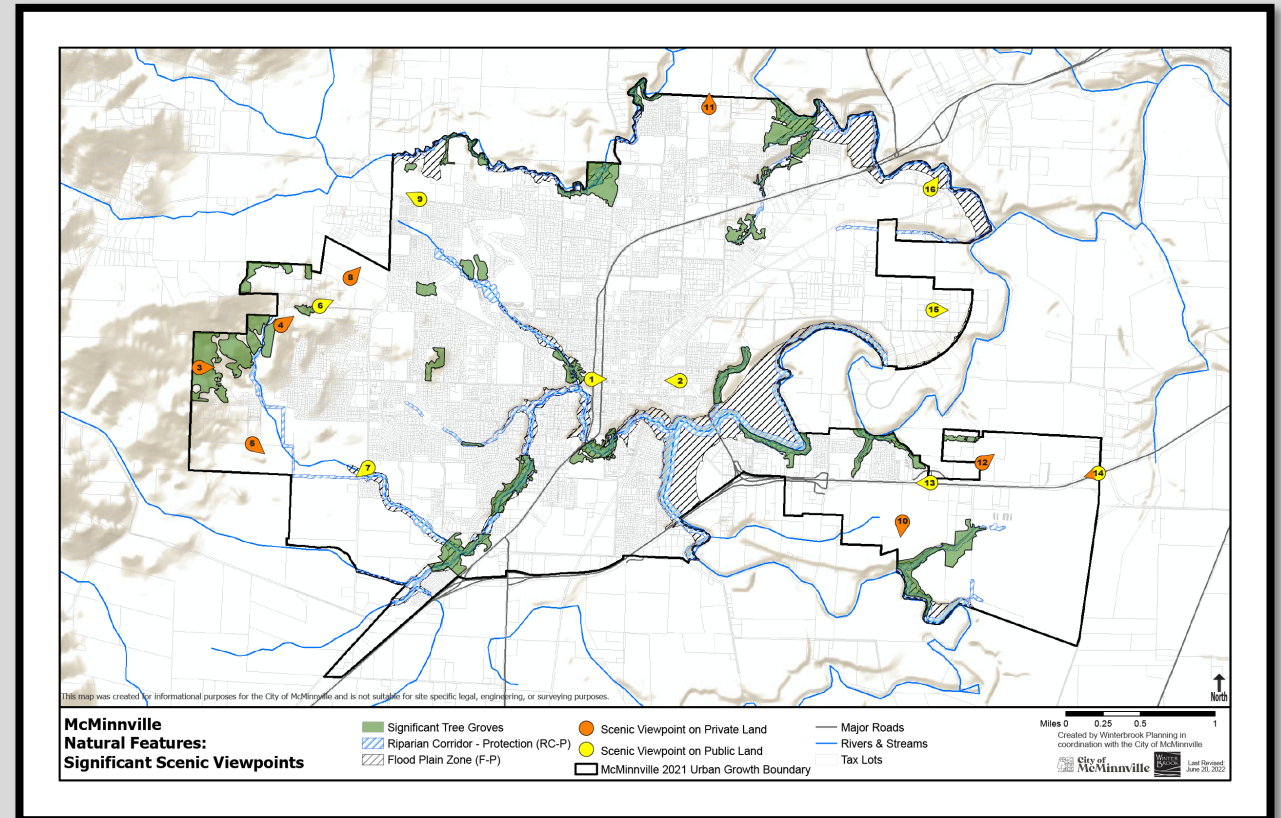 11
16
9
8
6
15
4
3
1
2
5
7
12
14
13
10
This map was created for informational purposes for the City of McMinnville and is not suitable for site specific legal, engineering, or surveying purposes.
North
McMinnville
Natural Features:
Significant Scenic Viewpoints
Significant Tree Groves
Riparian Corridor - Protection (RC-P)
Flood Plain Zone (F-P)
Scenic Viewpoint on Private Land
Scenic Viewpoint on Public Land
McMinnville 2021 Urban Growth Boundary
Major Roads
Rivers & Streams
Tax Lots
Miles 0 0.25 0.5 1
Created by Winterbrook Planning in
coordination with the City of McMinnville
City of
McMinnville
WINTER
BROOK
Last Revised:
June 20, 2022